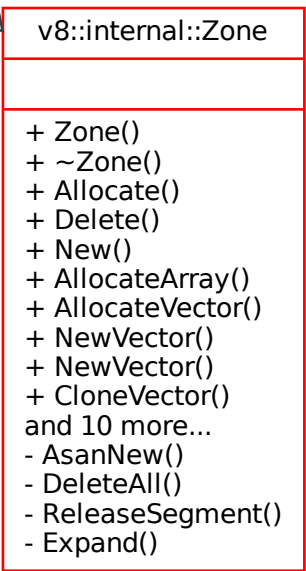 v8::internal::Zone
+ Zone()
+ ~Zone()
+ Allocate()
+ Delete()
+ New()
+ AllocateArray()
+ AllocateVector()
+ NewVector()
+ NewVector()
+ CloneVector()
and 10 more...
- AsanNew()
- DeleteAll()
- ReleaseSegment()
- Expand()